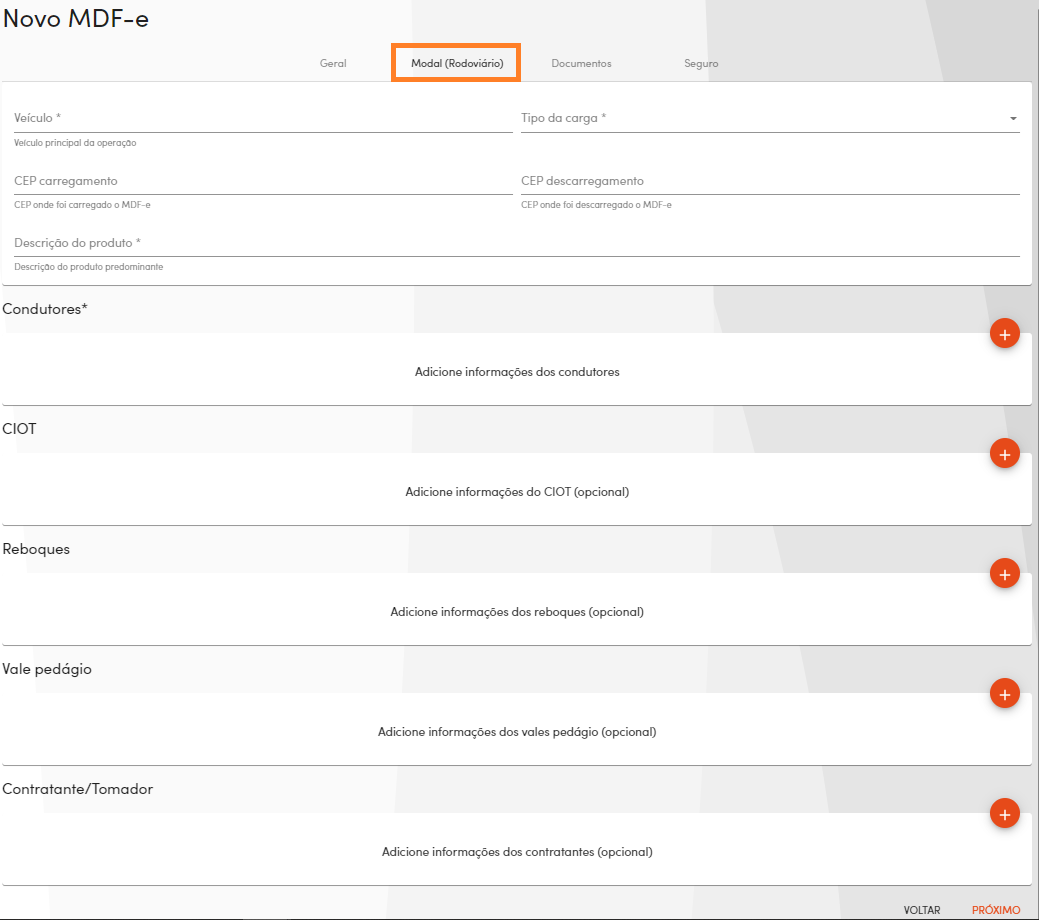 Novo MDF-e
Geral Modal (Rodoviário) Documentos Seguro
Veículo * Tipo da carga *
Veículo principal da operação
CEP carregamento CEP descarregamento
CEP onde foi carregado o MDF-e CEP onde foi descarregado o MDF-e
Descrição do produto *
Descrição do produto predominante
Condutores*
+
Adicione informações dos condutores
CIOT
+
Adicione informações do CIOT (opcional)
Reboques
+
Adicione informações dos reboques (opcional)
Vale pedágio
+
Adicione informações dos vales pedágio (opcional)
Contratante/Tomador
+
Adicione informações dos contratantes (opcional)
VOLTAR PRÓXIMO